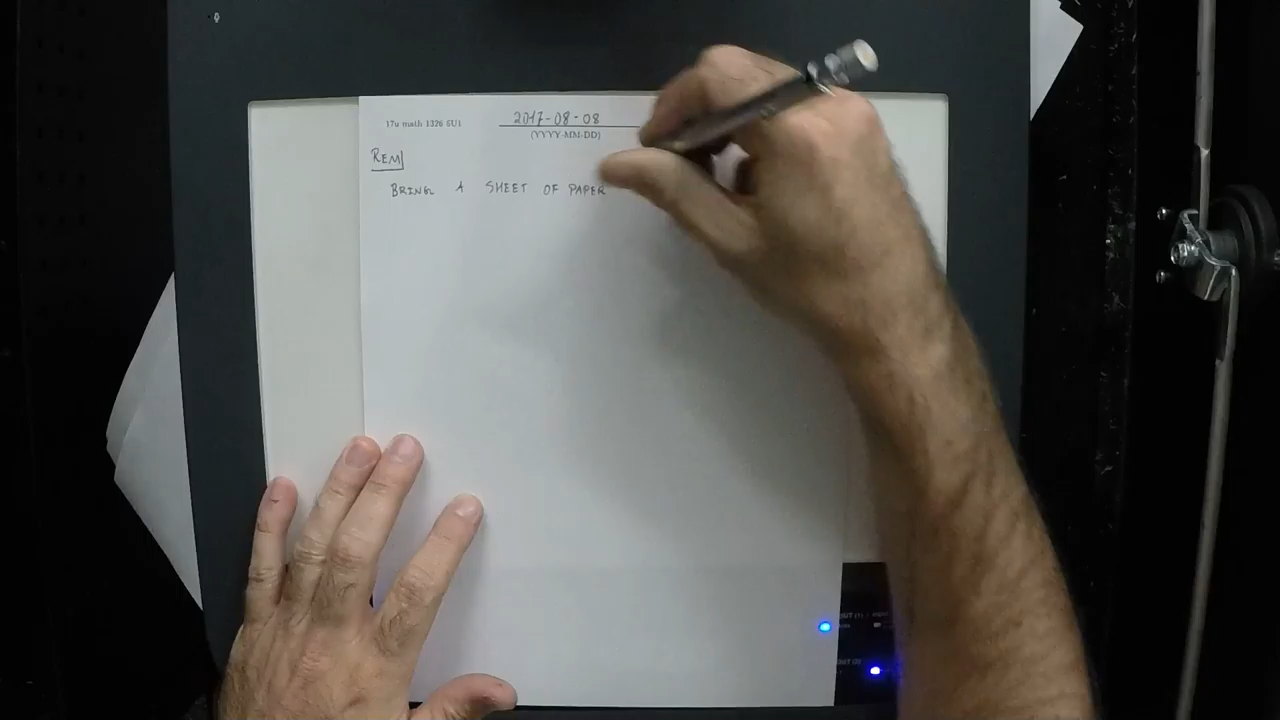 17u math 1326 SU1
2017-08-08
(YYYY-MM-DD)
REM
BRING A SHEET OF PAPER